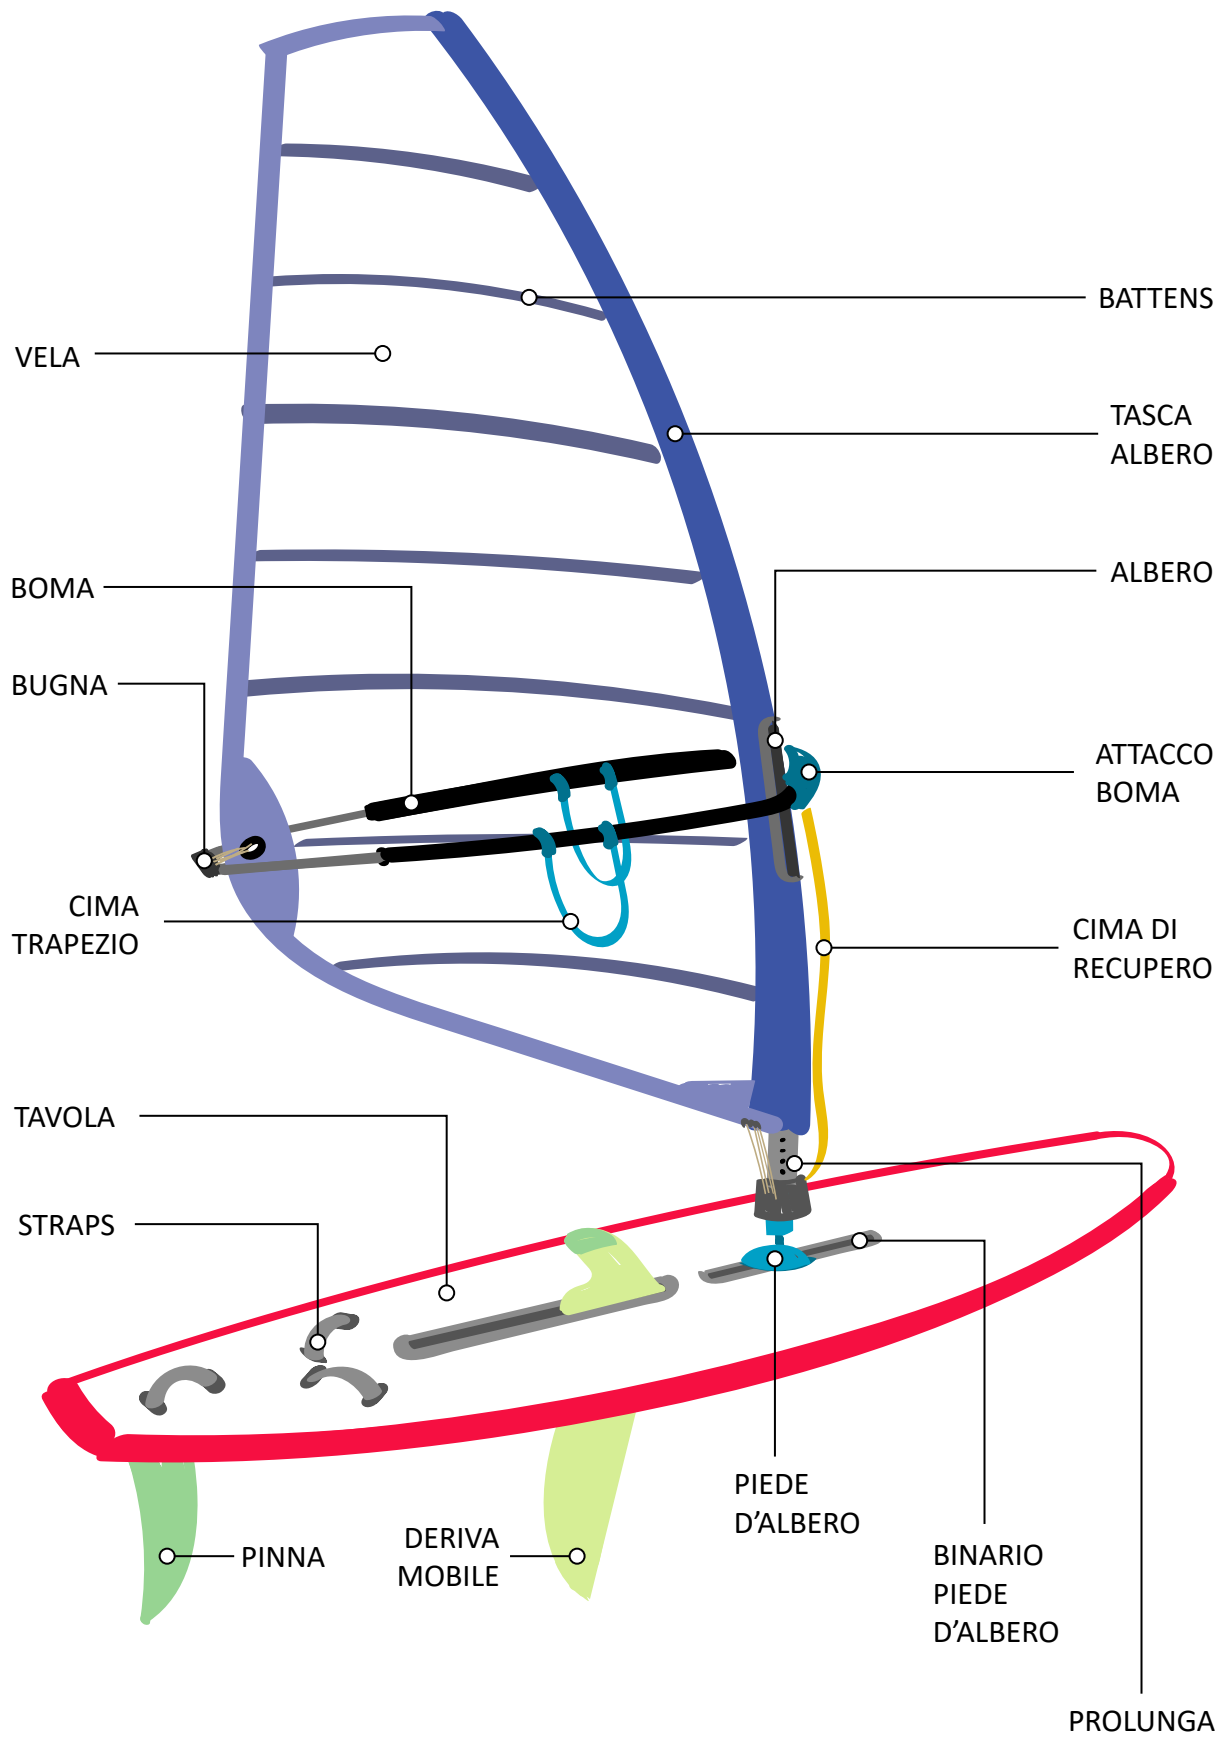 BATTENS
VELA
TASCA
ALBERO
ALBERO
BOMA
BUGNA
ATTACCO
BOMA
CIMA
TRAPEZIO
CIMA DI
RECUPERO
TAVOLA
STRAPS
PIEDE
D’ALBERO
DERIVA
MOBILE
PINNA
BINARIO
PIEDE
D’ALBERO
PROLUNGA